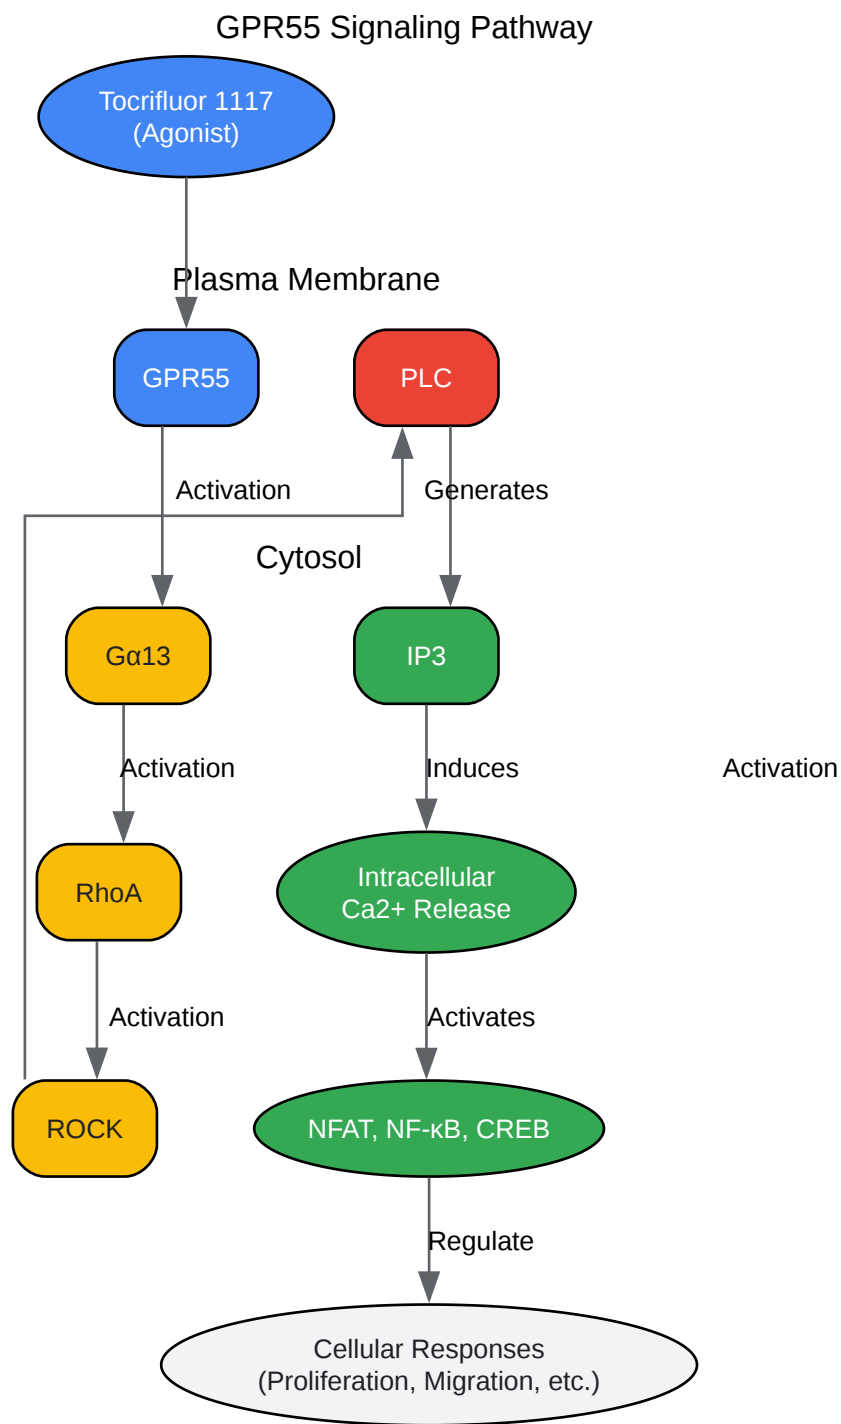 GPR55 Signaling Pathway
Tocrifluor 1117
(Agonist)
Plasma Membrane
GPR55
PLC
Activation
Generates
Cytosol
Gα13
IP3
Activation
Induces
Activation
RhoA
Intracellular
Ca2+ Release
Activation
Activates
ROCK
NFAT, NF-κB, CREB
Regulate
Cellular Responses
(Proliferation, Migration, etc.)